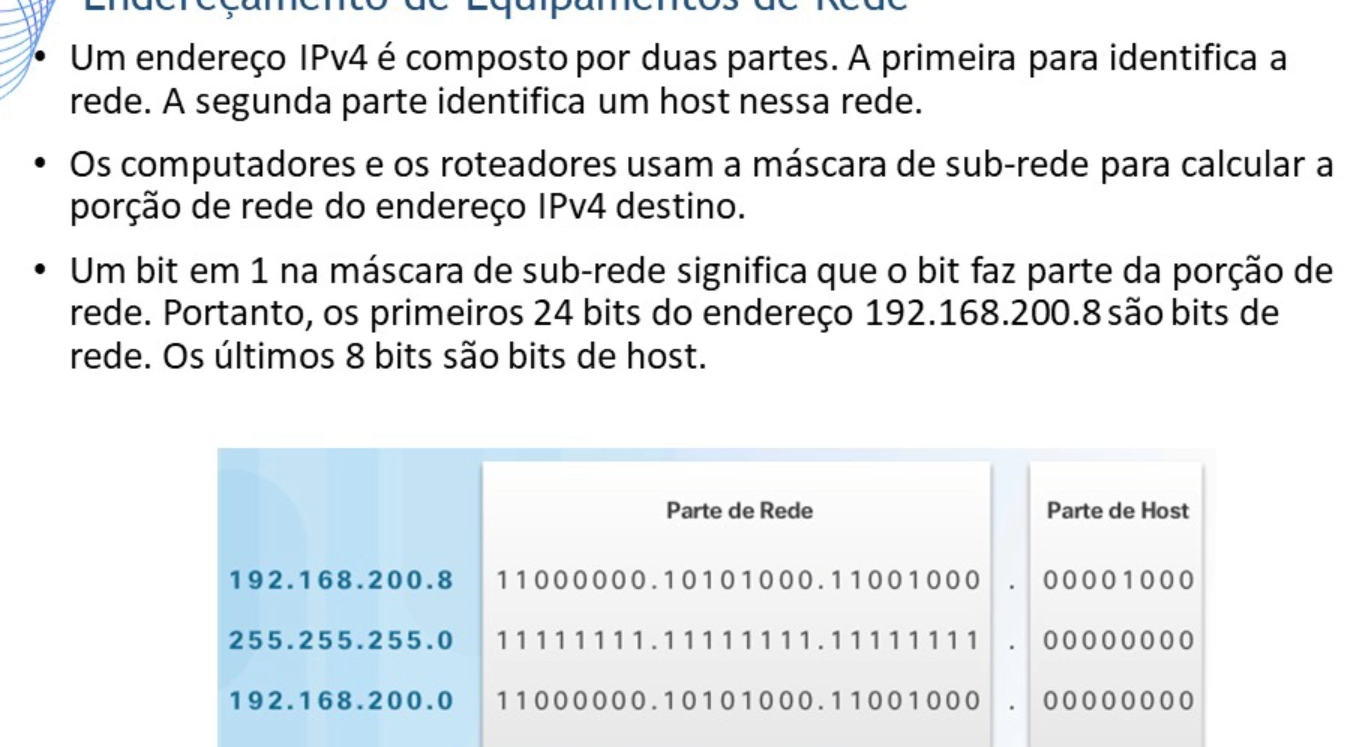 Endereçamento de Equipamentos de Rede
• Um endereço IPv4 é composto por duas partes. A primeira para identifica a
rede. A segunda parte identifica um host nessa rede.
• Os computadores e os roteadores usam a máscara de sub-rede para calcular a
porção de rede do endereço IPv4 destino.
• Um bit em 1 na máscara de sub-rede significa que o bit faz parte da porção de
rede. Portanto, os primeiros 24 bits do endereço 192.168.200.8 são bits de
rede. Os últimos 8 bits são bits de host.
Parte de Rede Parte de Host
192.168.200.8 11000000.10101000.11001000 . 00001000
255.255.255.0 11111111.11111111.11111111 . 00000000
192.168.200.0 11000000.10101000.11001000 . 00000000